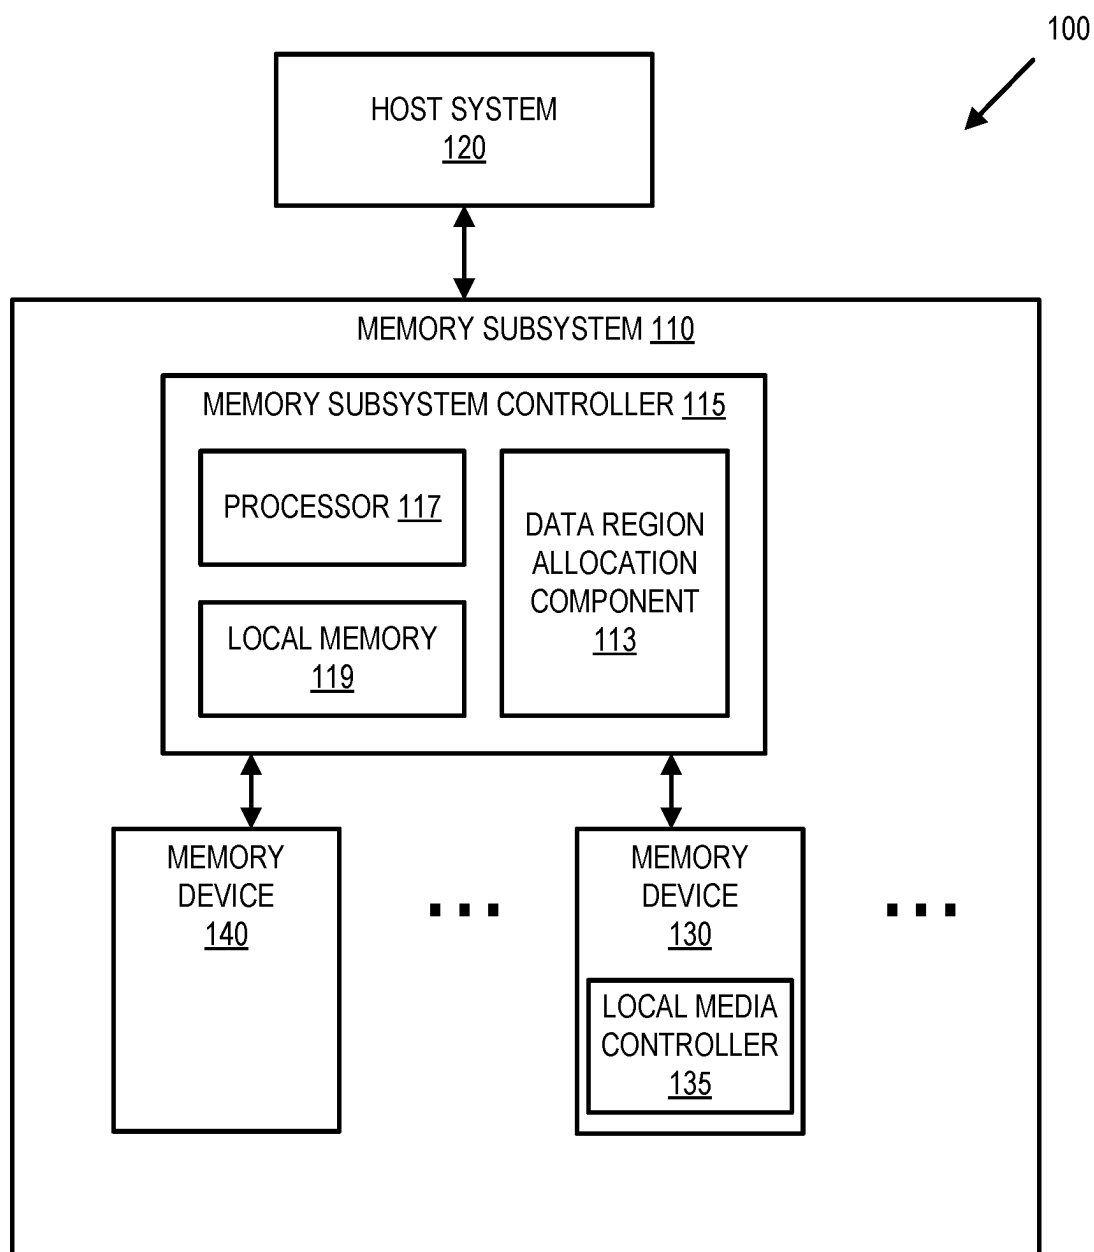 100
HOST SYSTEM
120
MEMORY SUBSYSTEM 110
MEMORY SUBSYSTEM CONTROLLER 115
PROCESSOR 117
LOCAL MEMORY
119
DATA REGION
ALLOCATION
COMPONENT
113
MEMORY
DEVICE
140
MEMORY
DEVICE
130
LOCAL MEDIA
CONTROLLER
135